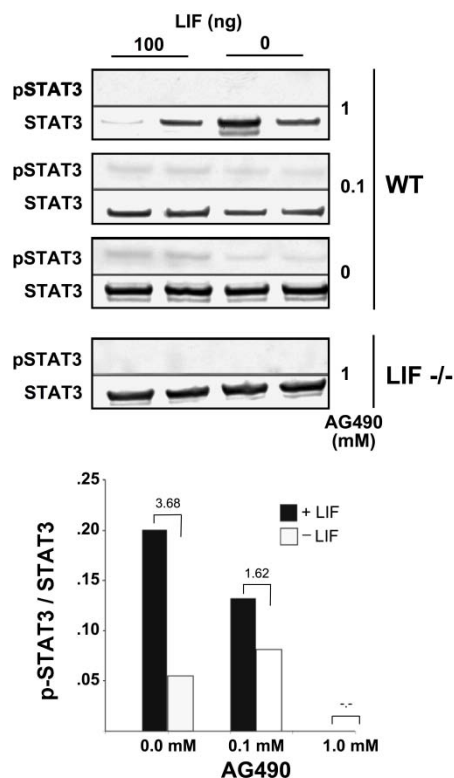 LIF (ng)
100 0
pSTAT3
STAT3
1
pSTAT3
STAT3
0.1
WT
pSTAT3
STAT3
0
pSTAT3
STAT3
1
LIF -/-
AG490
(mM)
.25
.20
.15
.10
.05
p-STAT3 / STAT3
3.68
1.62
-.-
+ LIF
– LIF
0.0 mM 0.1 mM 1.0 mM
AG490